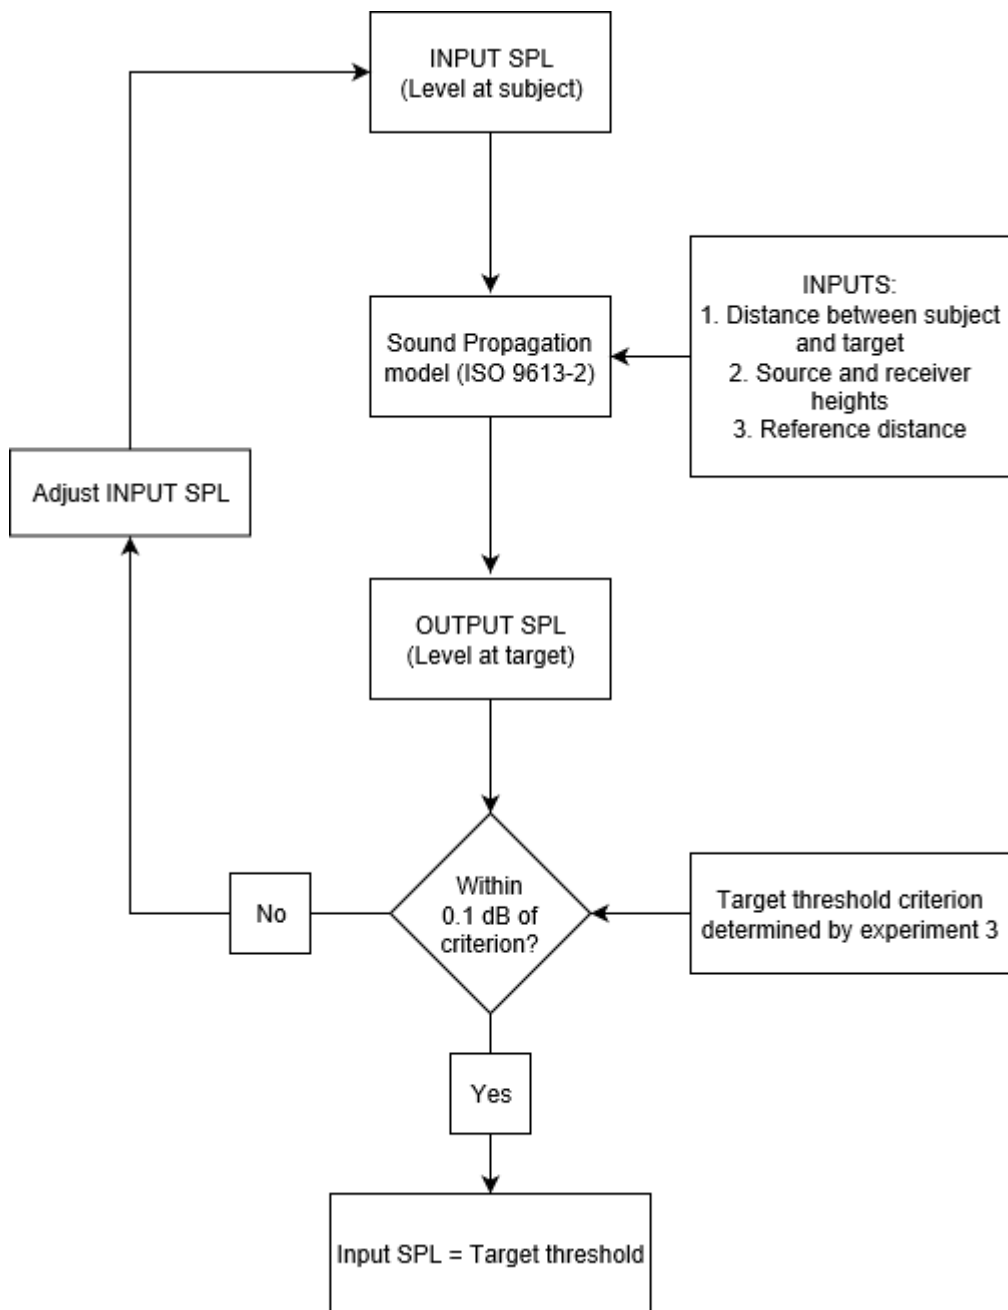 INPUT SPL
(Level at subject)
INPUTS:
1. Distance between subject
and target
2. Source and receiver
heights
3. Reference distance
Sound Propagation
model (ISO 9613-2)
Adjust INPUT SPL
OUTPUT SPL
(Level at target)
Within
0.1 dB of
criterion?
No
Target threshold criterion
determined by experiment 3
Yes
Input SPL = Target threshold